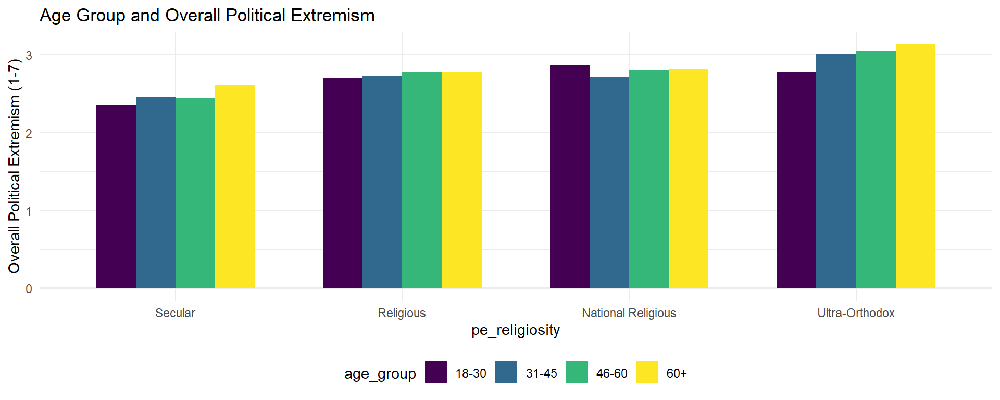 Age Group and Overall Political Extremism
Overall Political Extremism (1-7)
3
2
1
0
Secular Religious National Religious Ultra-Orthodox
pe_religiosity
age_group 18-30 31-45 46-60 60+